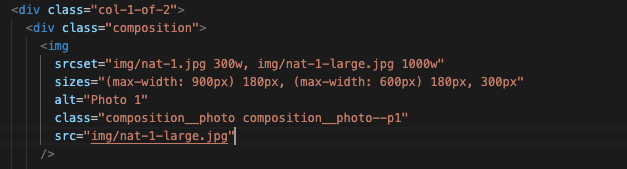 <div class="col-1-of-2">
<div class="composition">
<img
srcset="img/nat-1.jpg 300w, img/nat-1-large.jpg 1000w"
sizes="(max-width: 900px) 180px, (max-width: 600px) 180px, 300px"
alt="Photo 1"
class="composition__photo composition__photo--p1"
src="img/nat-1-large.jpg"
/>